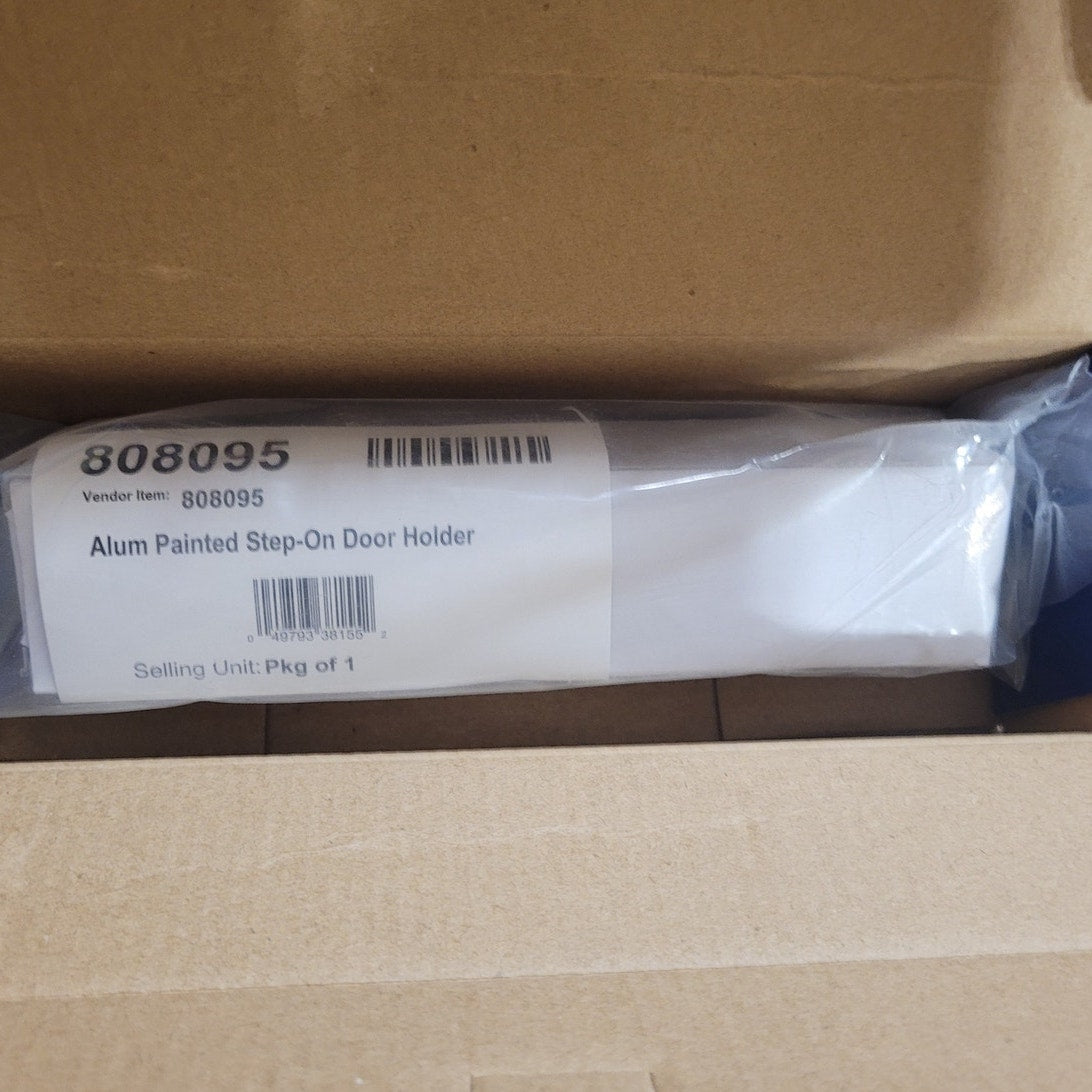 808095
Vendor Item: 808095
Alum Painted Step-On Door Holder
0 49793 38155 2
Selling Unit: Pkg of 1